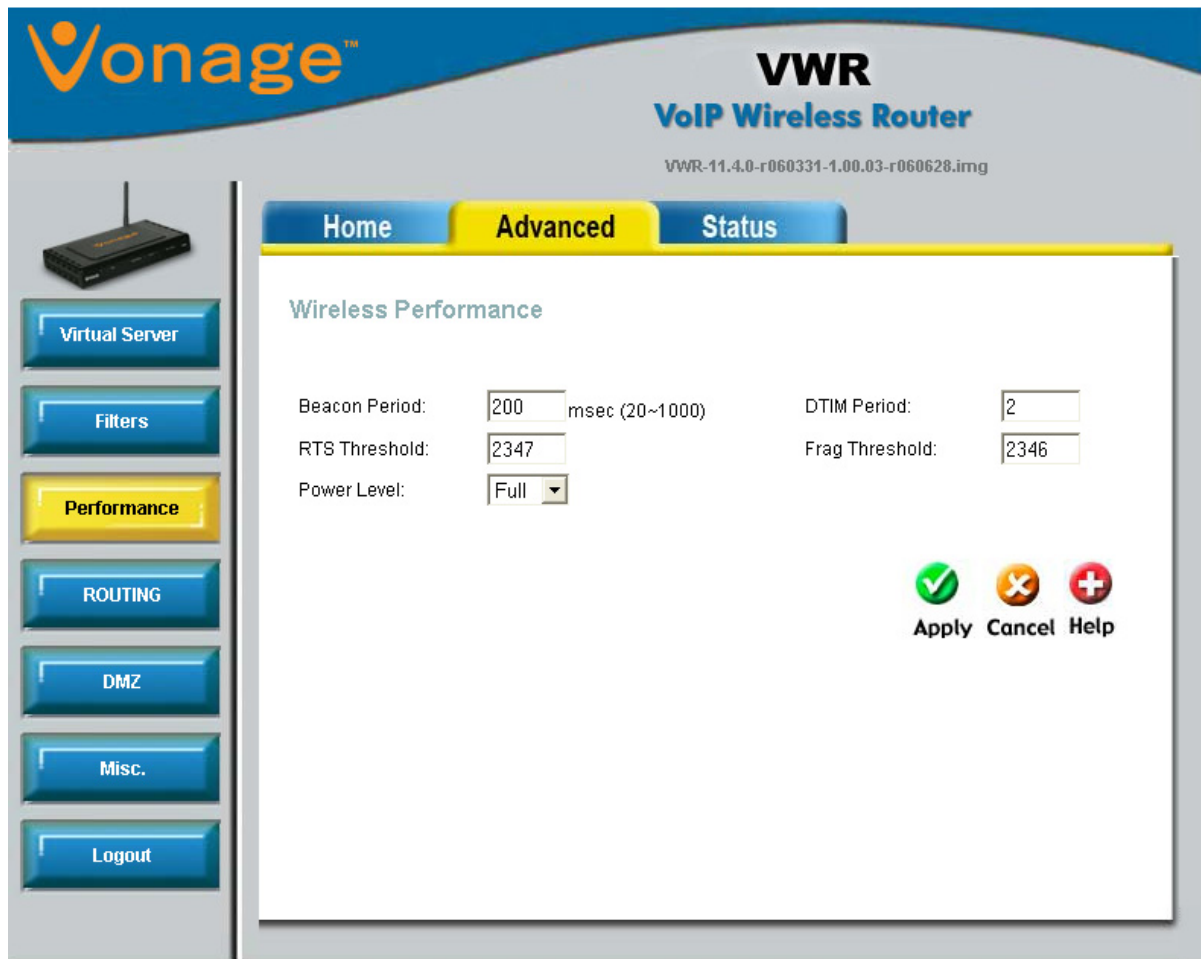 Vonage™
VWR
VoIP Wireless Router
VWR-11.4.0-r060331-1.00.03-r060628.img
Vonage
Home Advanced Status
Virtual Server
Filters
Performance
ROUTING
DMZ
Misc.
Logout
Wireless Performance
Beacon Period: 200 msec (20~1000) DTIM Period: 2
RTS Threshold: 2347 Frag Threshold: 2346
Power Level: Full
Apply Cancel Help